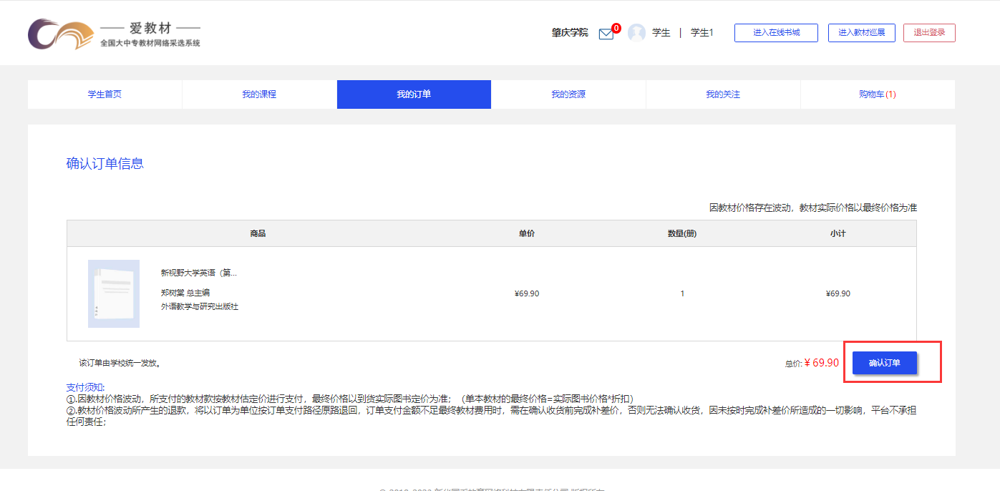 爱教材
全国大中专教材网络采选系统
肇庆学院 0 学生 | 学生1 进入在线书城 进入教材巡展 退出登录
学生首页 我的课程 我的订单 我的资源 我的关注 购物车(1)
确认订单信息
因教材价格存在波动，教材实际价格以最终价格为准
商品 单价 数量(册) 小计
新视野大学英语（第...
郑树棠 总主编
外语教学与研究出版社
¥69.90 1 ¥69.90
该订单由学校统一发放。
总价: ¥ 69.90 确认订单
支付须知:
①.因教材价格波动，所支付的教材款按教材估定价进行支付，最终价格以到货实际图书定价为准；（单本教材的最终价格=实际图书价格*折扣）
②.教材价格波动所产生的退款，将以订单为单位按订单支付路径原路退回，订单支付金额不足最终教材费用时，需在确认收货前完成补差价，否则无法确认收货，因未按时完成补差价所造成的一切影响，平台不承担
任何责任；